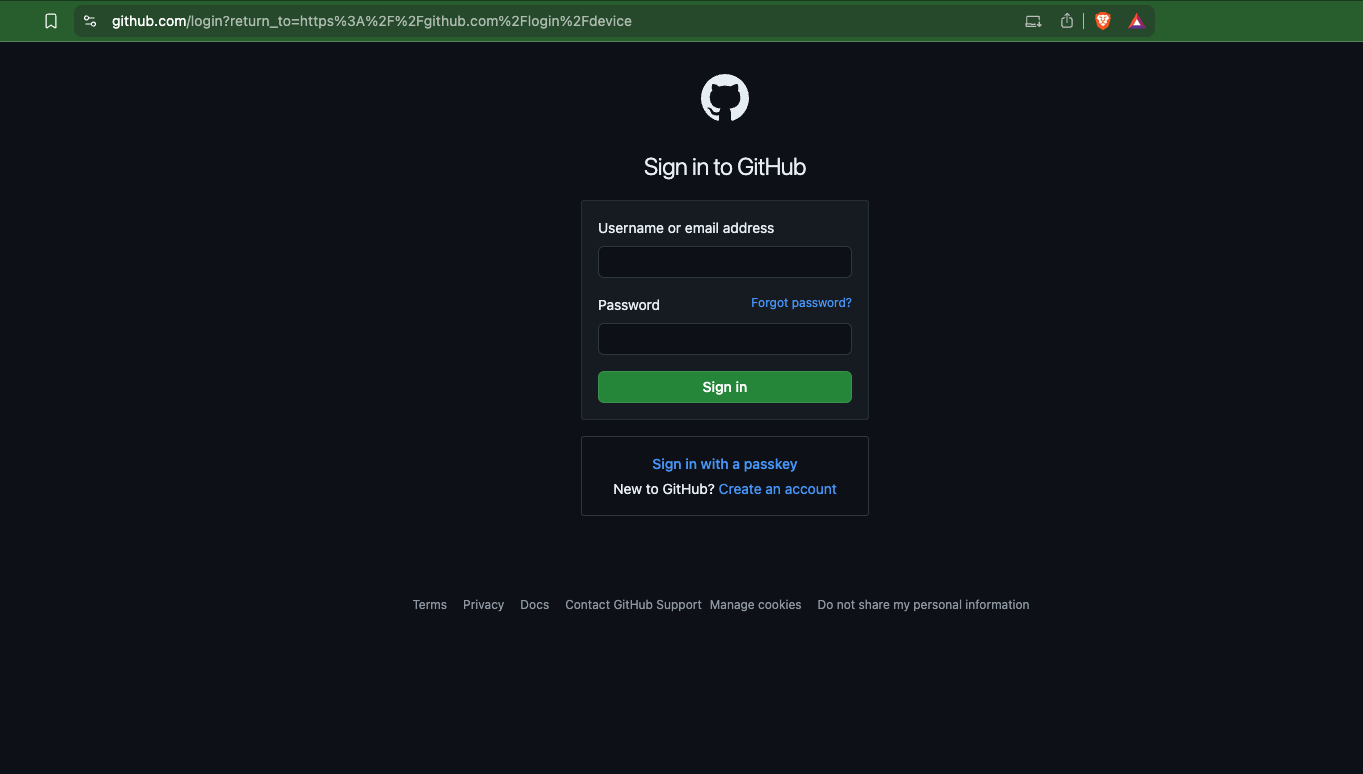 github.com/login?return_to=https%3A%2F%2Fgithub.com%2Flogin%2Fdevice
Sign in to GitHub
Username or email address
Password Forgot password?
Sign in
Sign in with a passkey
New to GitHub? Create an account
Terms Privacy Docs Contact GitHub Support Manage cookies Do not share my personal information